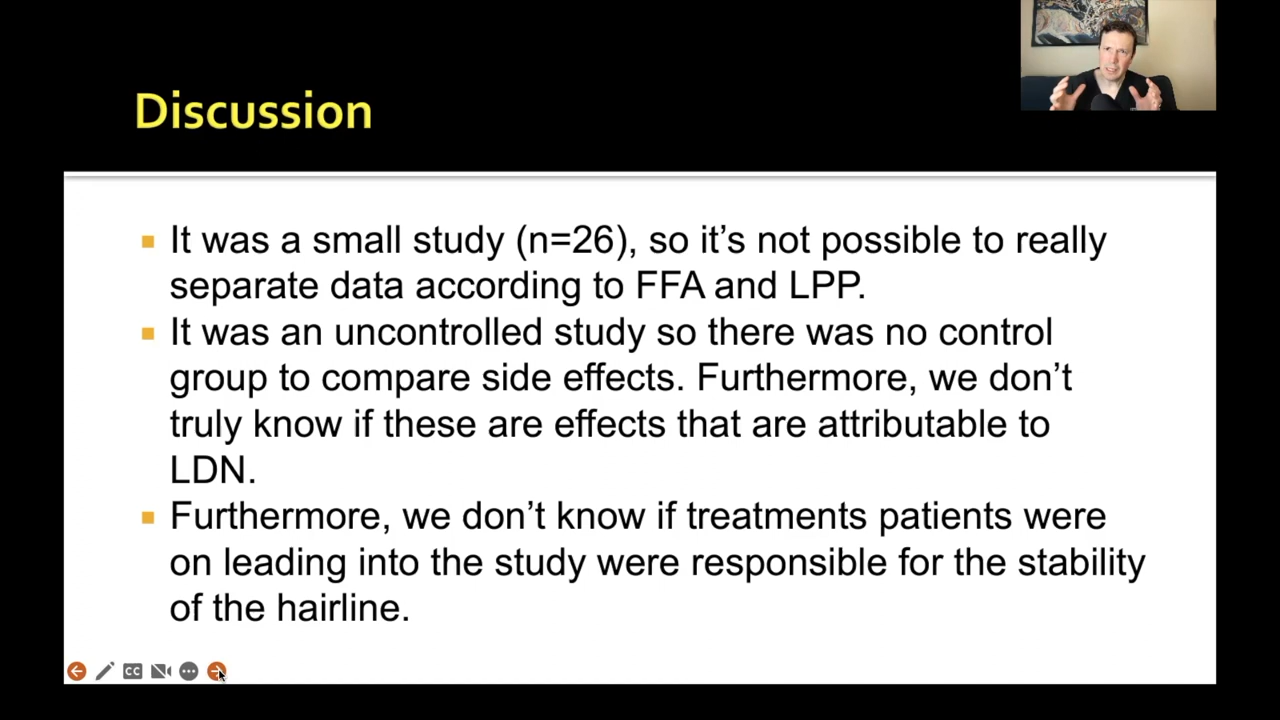 Discussion
It was a small study (n=26), so it's not possible to really
separate data according to FFA and LPP.
It was an uncontrolled study so there was no control
group to compare side effects. Furthermore, we don't
truly know if these are effects that are attributable to
LDN.
Furthermore, we don't know if treatments patients were
on leading into the study were responsible for the stability
of the hairline.
CC